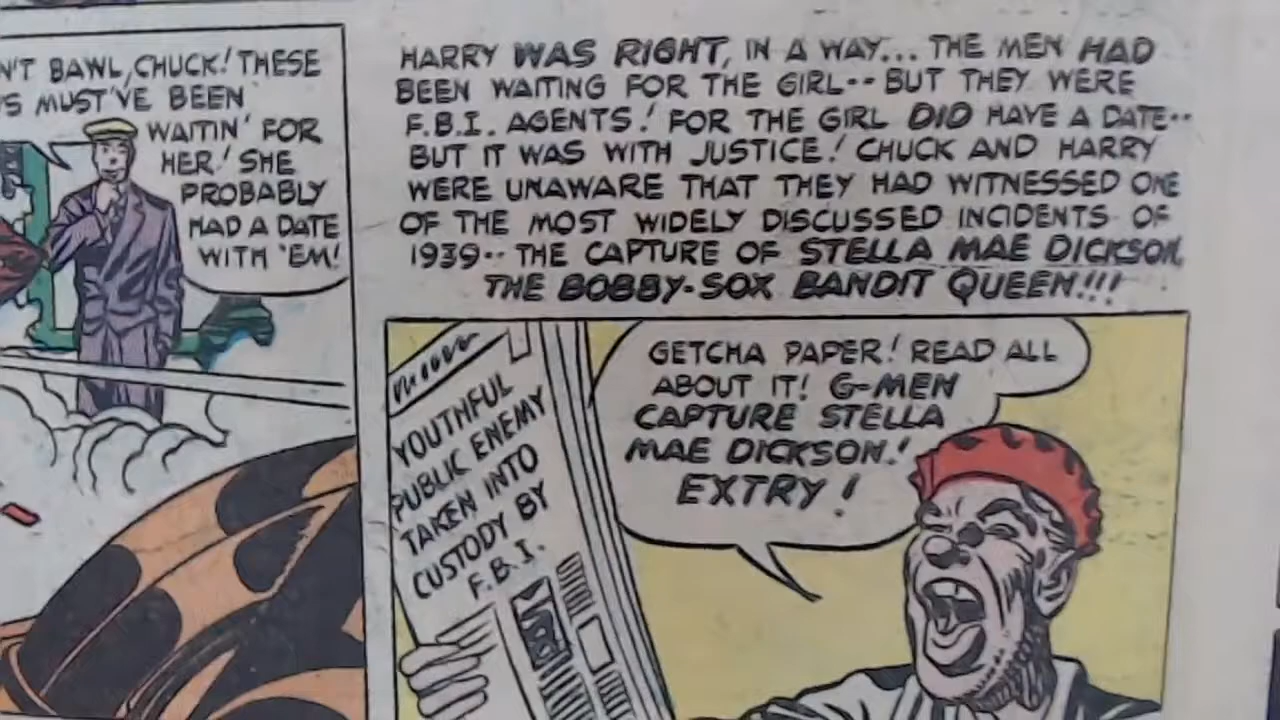 N'T BAWL, CHUCK! THESE
S MUST'VE BEEN
WAITIN' FOR
HER! SHE
PROBABLY
HAD A DATE
WITH 'EM!
HARRY WAS RIGHT, IN A WAY... THE MEN HAD
BEEN WAITING FOR THE GIRL-- BUT THEY WERE
F.B.I. AGENTS! FOR THE GIRL DID HAVE A DATE--
BUT IT WAS WITH JUSTICE! CHUCK AND HARRY
WERE UNAWARE THAT THEY HAD WITNESSED ONE
OF THE MOST WIDELY DISCUSSED INCIDENTS OF
1939-- THE CAPTURE OF STELLA MAE DICKSON,
THE BOBBY-SOX BANDIT QUEEN!!!
YOUTHFUL
PUBLIC ENEMY
TAKEN INTO
CUSTODY BY
F.B.I.
GETCHA PAPER! READ ALL
ABOUT IT! G-MEN
CAPTURE STELLA
MAE DICKSON!
EXTRY!